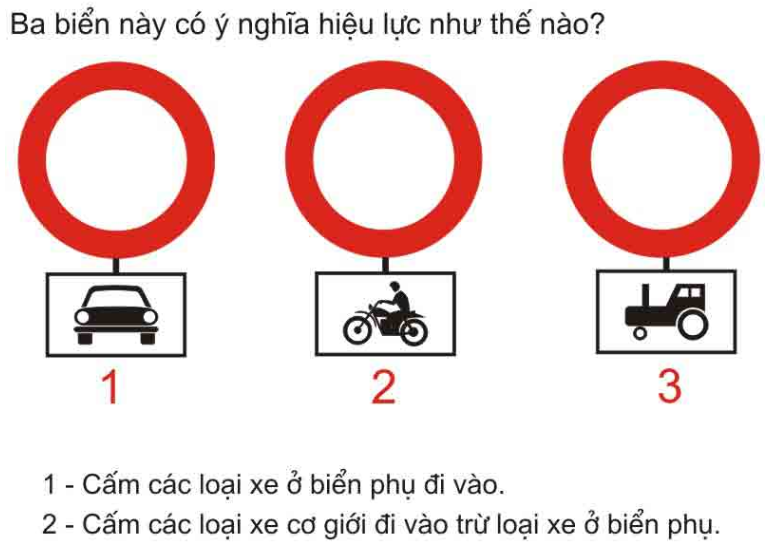 Ba biển này có ý nghĩa hiệu lực như thế nào?
1 2 3
1 - Cấm các loại xe ở biển phụ đi vào.
2 - Cấm các loại xe cơ giới đi vào trừ loại xe ở biển phụ.